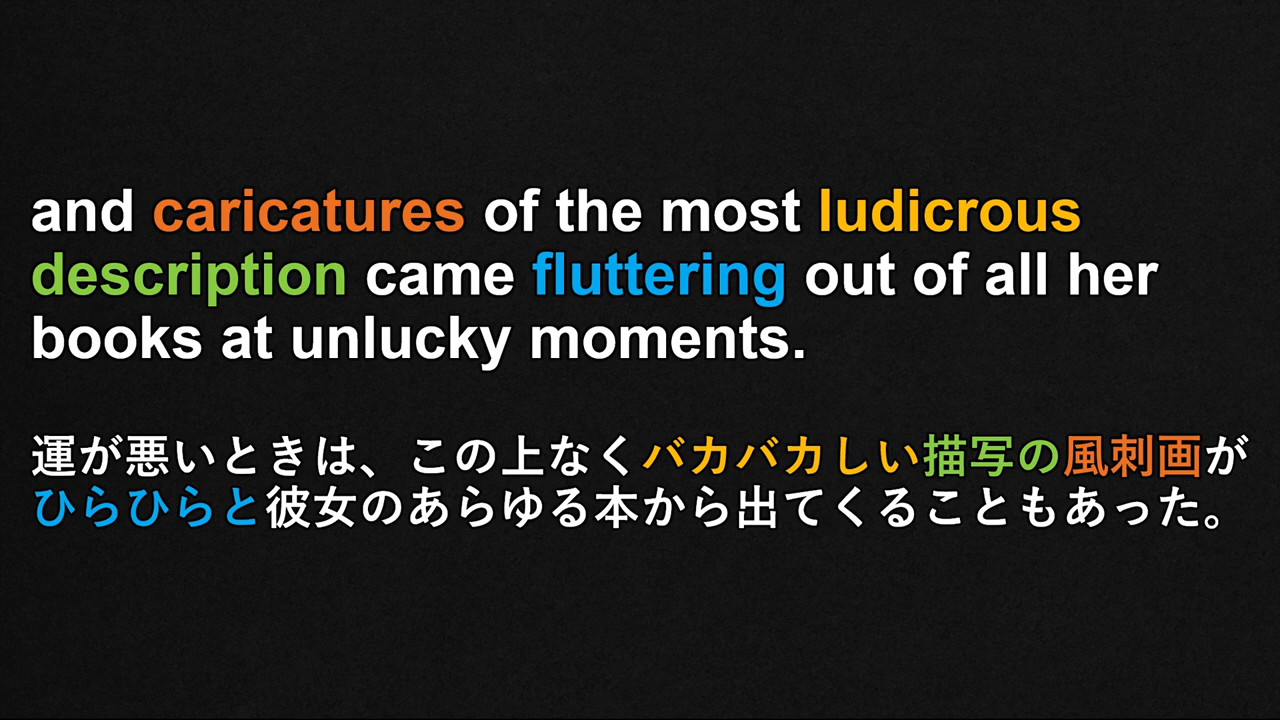 and caricatures of the most ludicrous
description came fluttering out of all her
books at unlucky moments.
運が悪いときは、この上なくバカバカしい描写の風刺画が
ひらひらと彼女のあらゆる本から出てくることもあった。